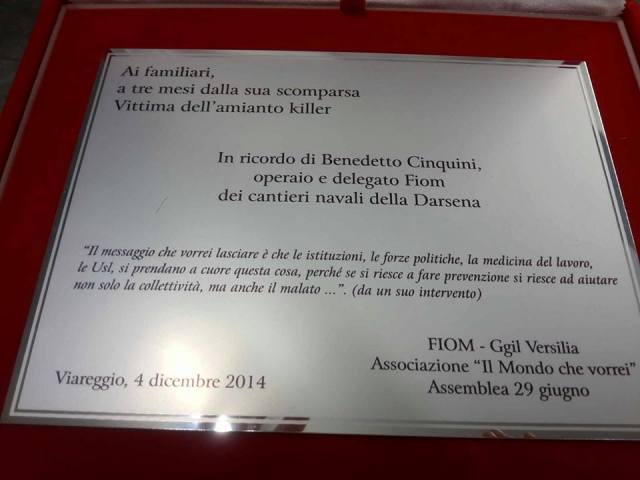 Ai familiari,
a tre mesi dalla sua scomparsa
Vittima dell'amianto killer
In ricordo di Benedetto Cinquini,
operaio e delegato Fiom
dei cantieri navali della Darsena
“Il messaggio che vorrei lasciare è che le istituzioni, le forze politiche, la medicina del lavoro,
le Usl, si prendano a cuore questa cosa, perché se si riesce a fare prevenzione si riesce ad aiutare
non solo la collettività, ma anche il malato ...”. (da un suo intervento)
FIOM - Ggil Versilia
Associazione “Il Mondo che vorrei”
Assemblea 29 giugno
Viareggio, 4 dicembre 2014